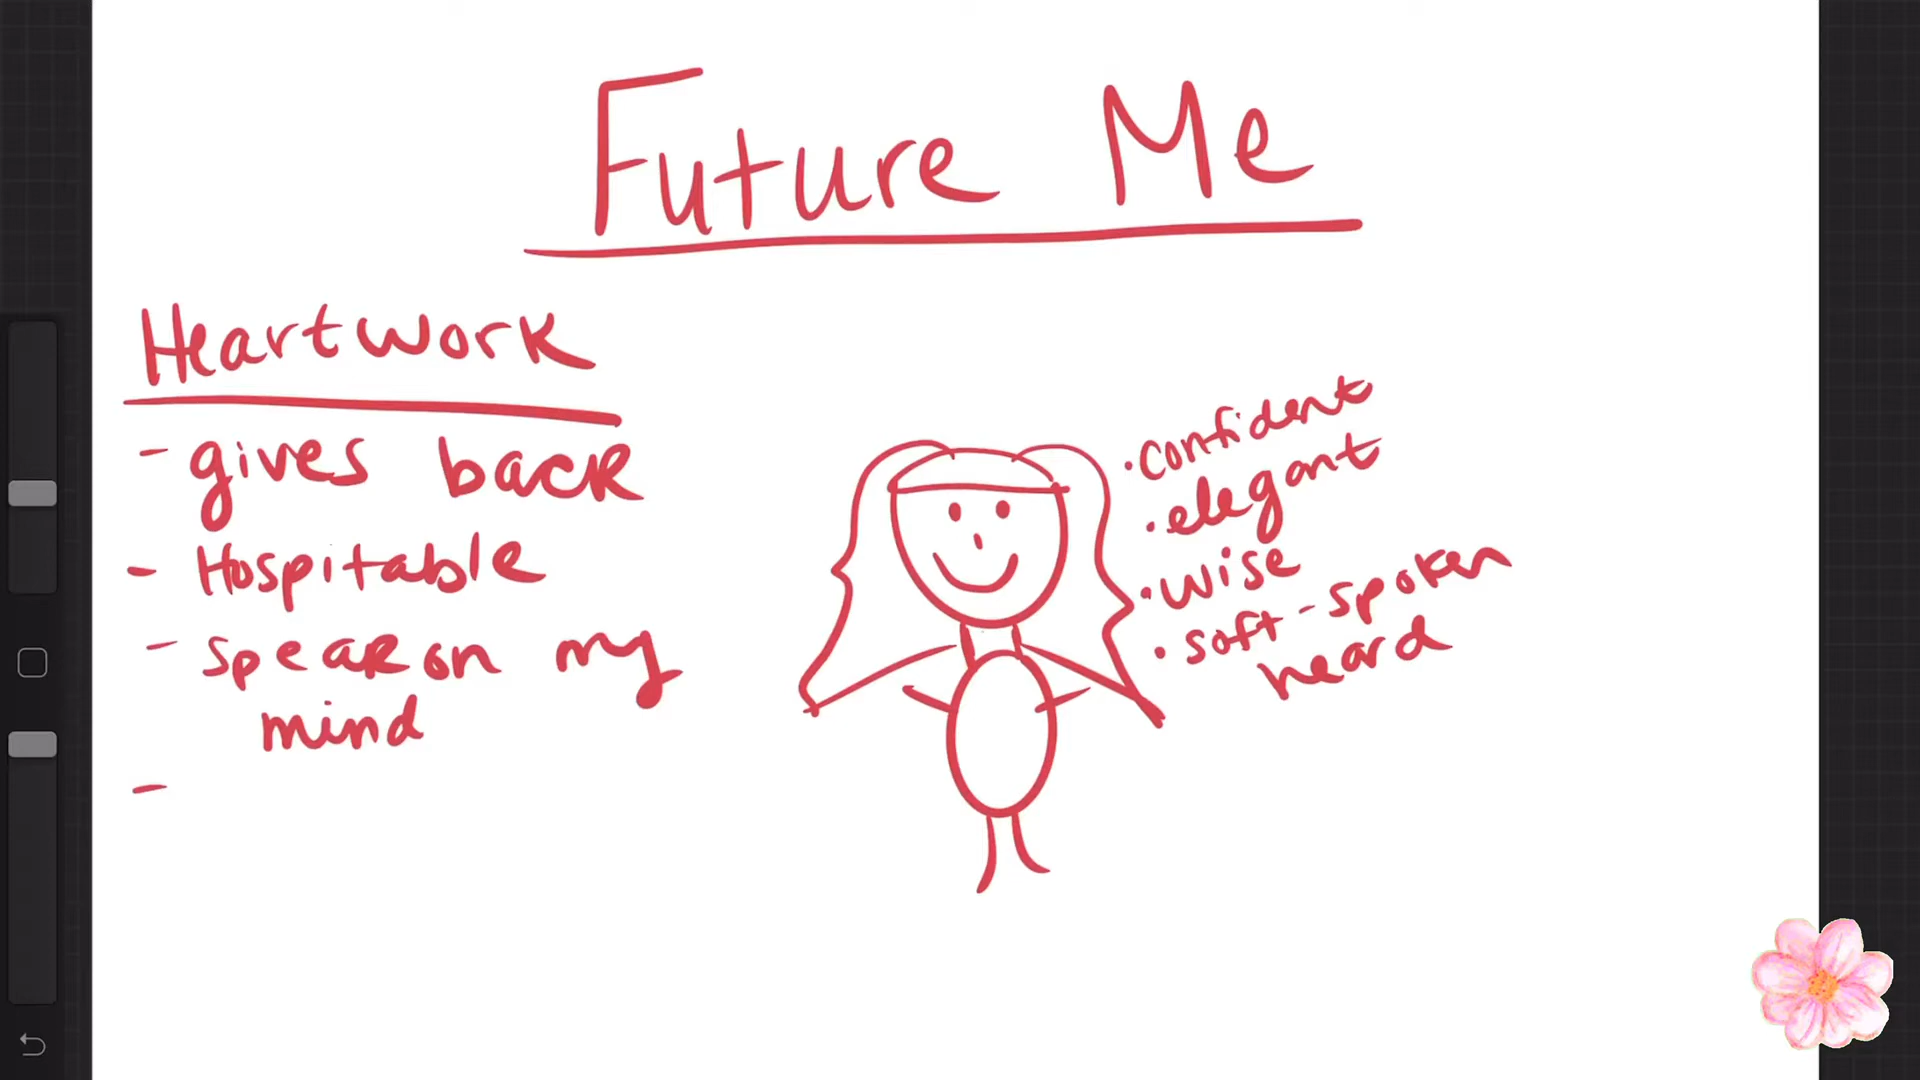 Future Me
Heartwork
- gives back
- Hospitable
- speak on my
mind
-
• confident
• elegant
• wise
• soft-spoken
heard